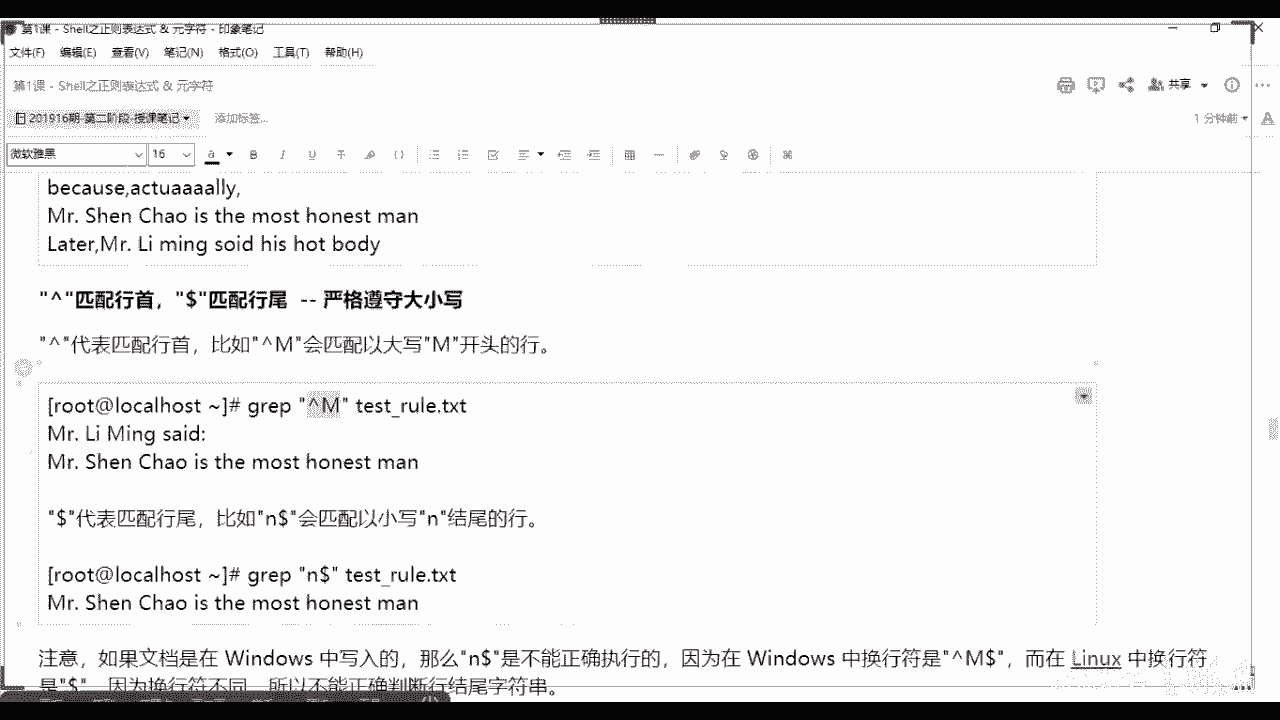 第1课 - Shell之正则表达式 & 元字符 - 印象笔记
文件(F) 编辑(E) 查看(V) 笔记(N) 格式(O) 工具(T) 帮助(H)
第1课 - Shell之正则表达式 & 元字符
共享
201916期-第二阶段-授课笔记
添加标签...
1 分钟前
微软雅黑 16
because,actuaaaally,
Mr. Shen Chao is the most honest man
Later,Mr. Li ming soid his hot body
"^"匹配行首，"$"匹配行尾 -- 严格遵守大小写
"^"代表匹配行首，比如"^M"会匹配以大写"M"开头的行。
[root@localhost ~]# grep "^M" test_rule.txt
Mr. Li Ming said:
Mr. Shen Chao is the most honest man
"$"代表匹配行尾，比如"n$"会匹配以小写"n"结尾的行。
[root@localhost ~]# grep "n$" test_rule.txt
Mr. Shen Chao is the most honest man
注意，如果文档是在 Windows 中写入的，那么"n$"是不能正确执行的，因为在 Windows 中换行符是"^M$"，而在 Linux 中换行符
是"$"。因为换行符不同，所以不能正确判断行结尾字符串。